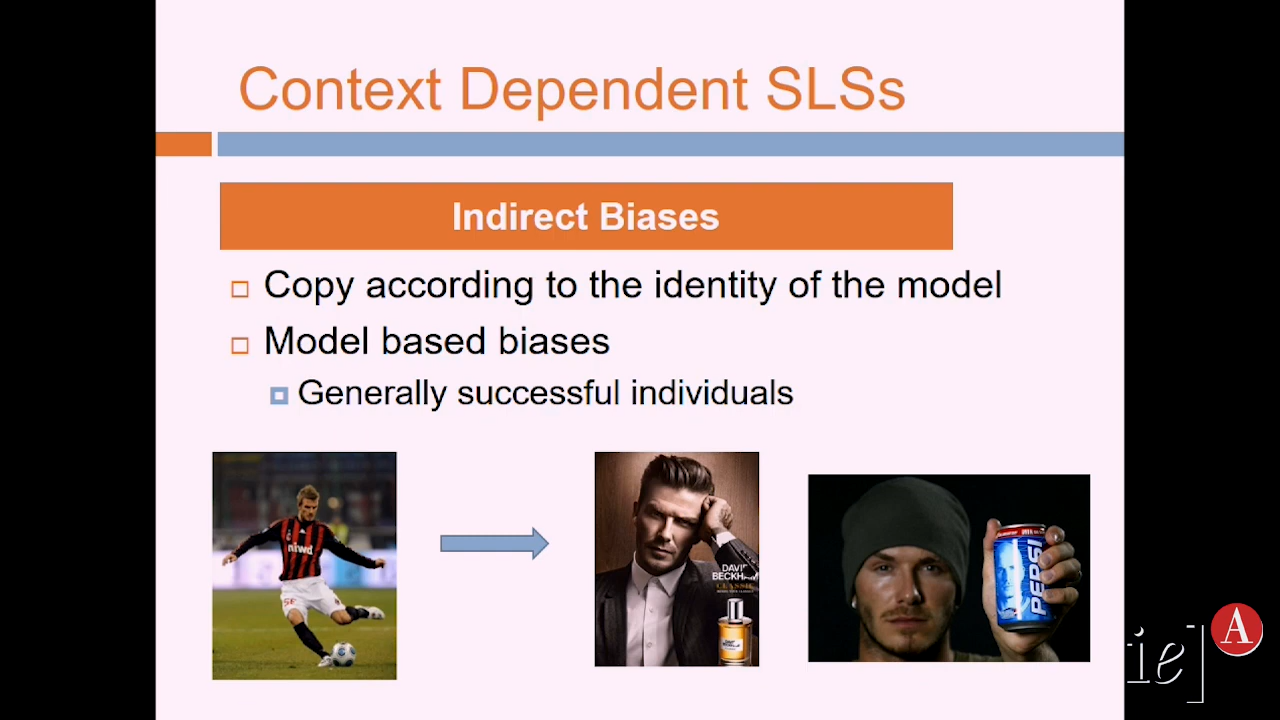 Context Dependent SLSs
Indirect Biases
Copy according to the identity of the model
Model based biases
Generally successful individuals
DAVID
BECKHAM
CLASSIC
PEPSI
ie]
A